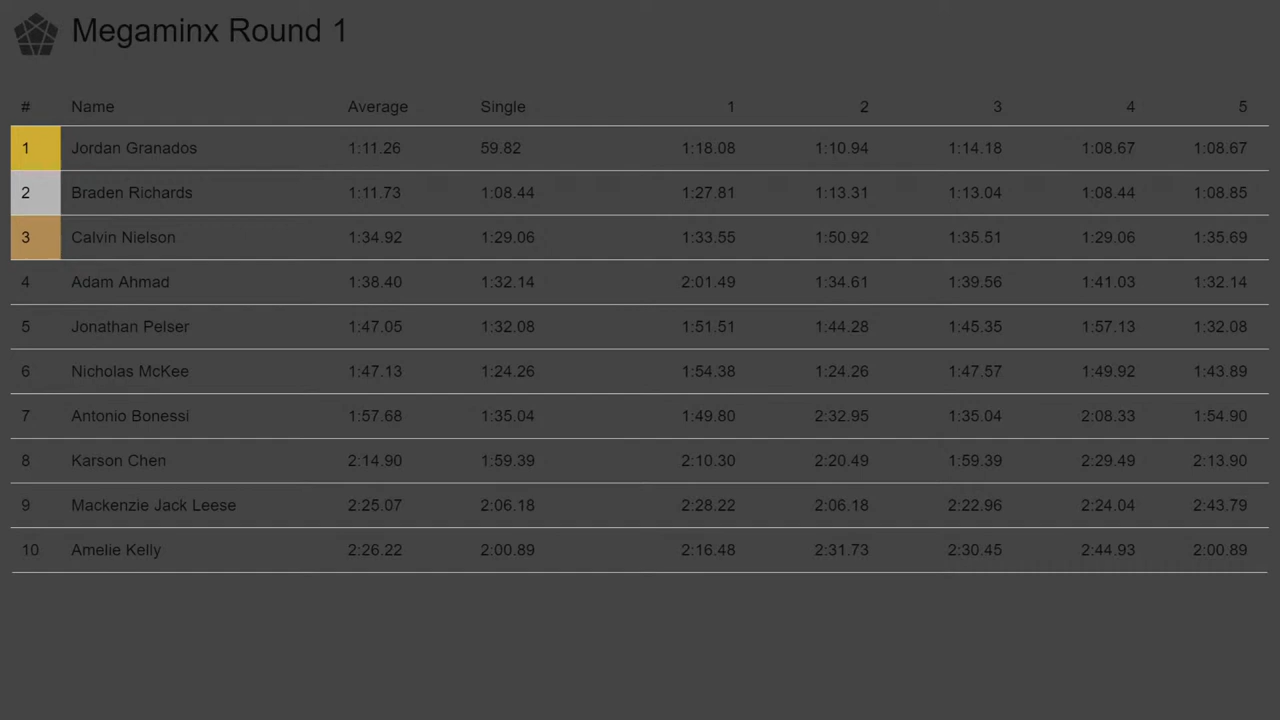 Megaminx Round 1
# Name Average Single 1 2 3 4 5
1 Jordan Granados 1:11.26 59.82 1:18.08 1:10.94 1:14.18 1:08.67 1:08.67
2 Braden Richards 1:11.73 1:08.44 1:27.81 1:13.31 1:13.04 1:08.44 1:08.85
3 Calvin Nielson 1:34.92 1:29.06 1:33.55 1:50.92 1:35.51 1:29.06 1:35.69
4 Adam Ahmad 1:38.40 1:32.14 2:01.49 1:34.61 1:39.56 1:41.03 1:32.14
5 Jonathan Pelser 1:47.05 1:32.08 1:51.51 1:44.28 1:45.35 1:57.13 1:32.08
6 Nicholas McKee 1:47.13 1:24.26 1:54.38 1:24.26 1:47.57 1:49.92 1:43.89
7 Antonio Bonessi 1:57.68 1:35.04 1:49.80 2:32.95 1:35.04 2:08.33 1:54.90
8 Karson Chen 2:14.90 1:59.39 2:10.30 2:20.49 1:59.39 2:29.49 2:13.90
9 Mackenzie Jack Leese 2:25.07 2:06.18 2:28.22 2:06.18 2:22.96 2:24.04 2:43.79
10 Amelie Kelly 2:26.22 2:00.89 2:16.48 2:31.73 2:30.45 2:44.93 2:00.89